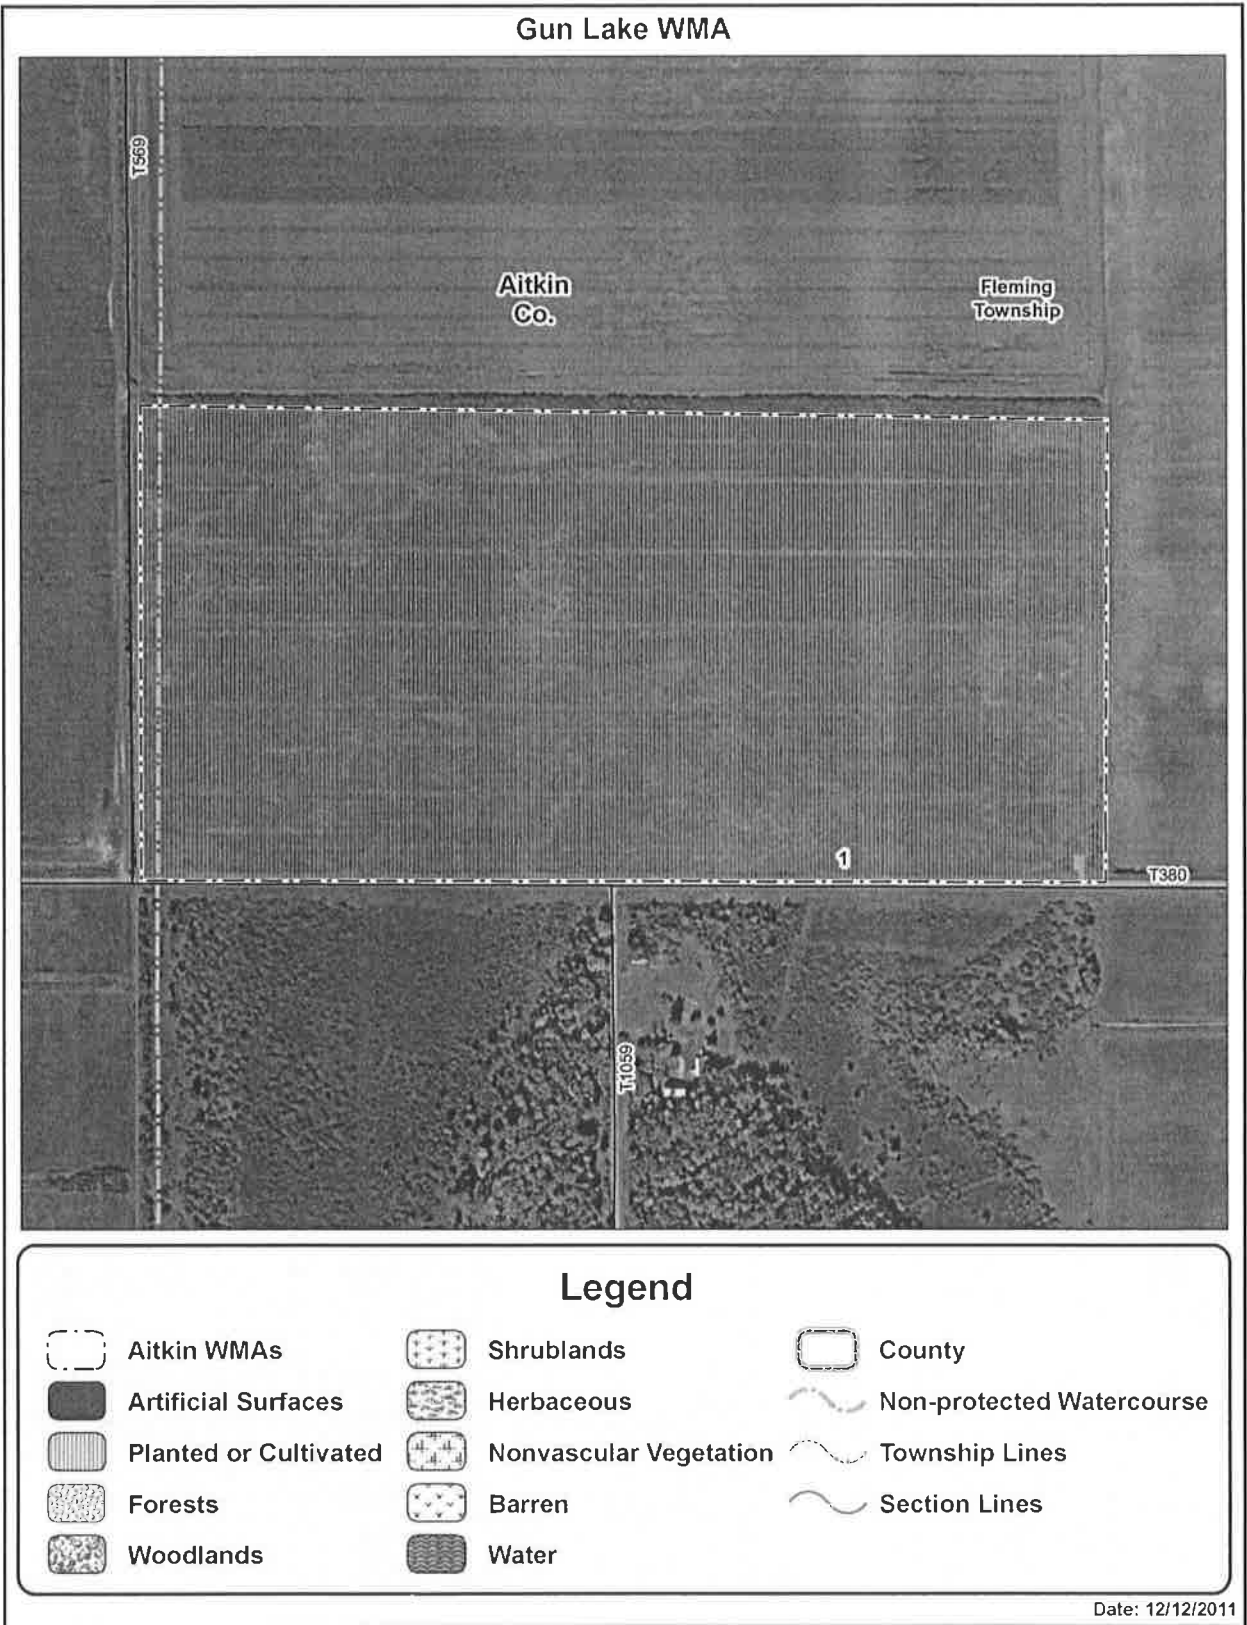 Gun Lake WMA
T569
Aitkin
Co.
Fleming
Township
1
T380
T1059
Legend
Aitkin WMAs
Artificial Surfaces
Planted or Cultivated
Forests
Woodlands
Shrublands
Herbaceous
Nonvascular Vegetation
Barren
Water
County
Non-protected Watercourse
Township Lines
Section Lines
Date: 12/12/2011